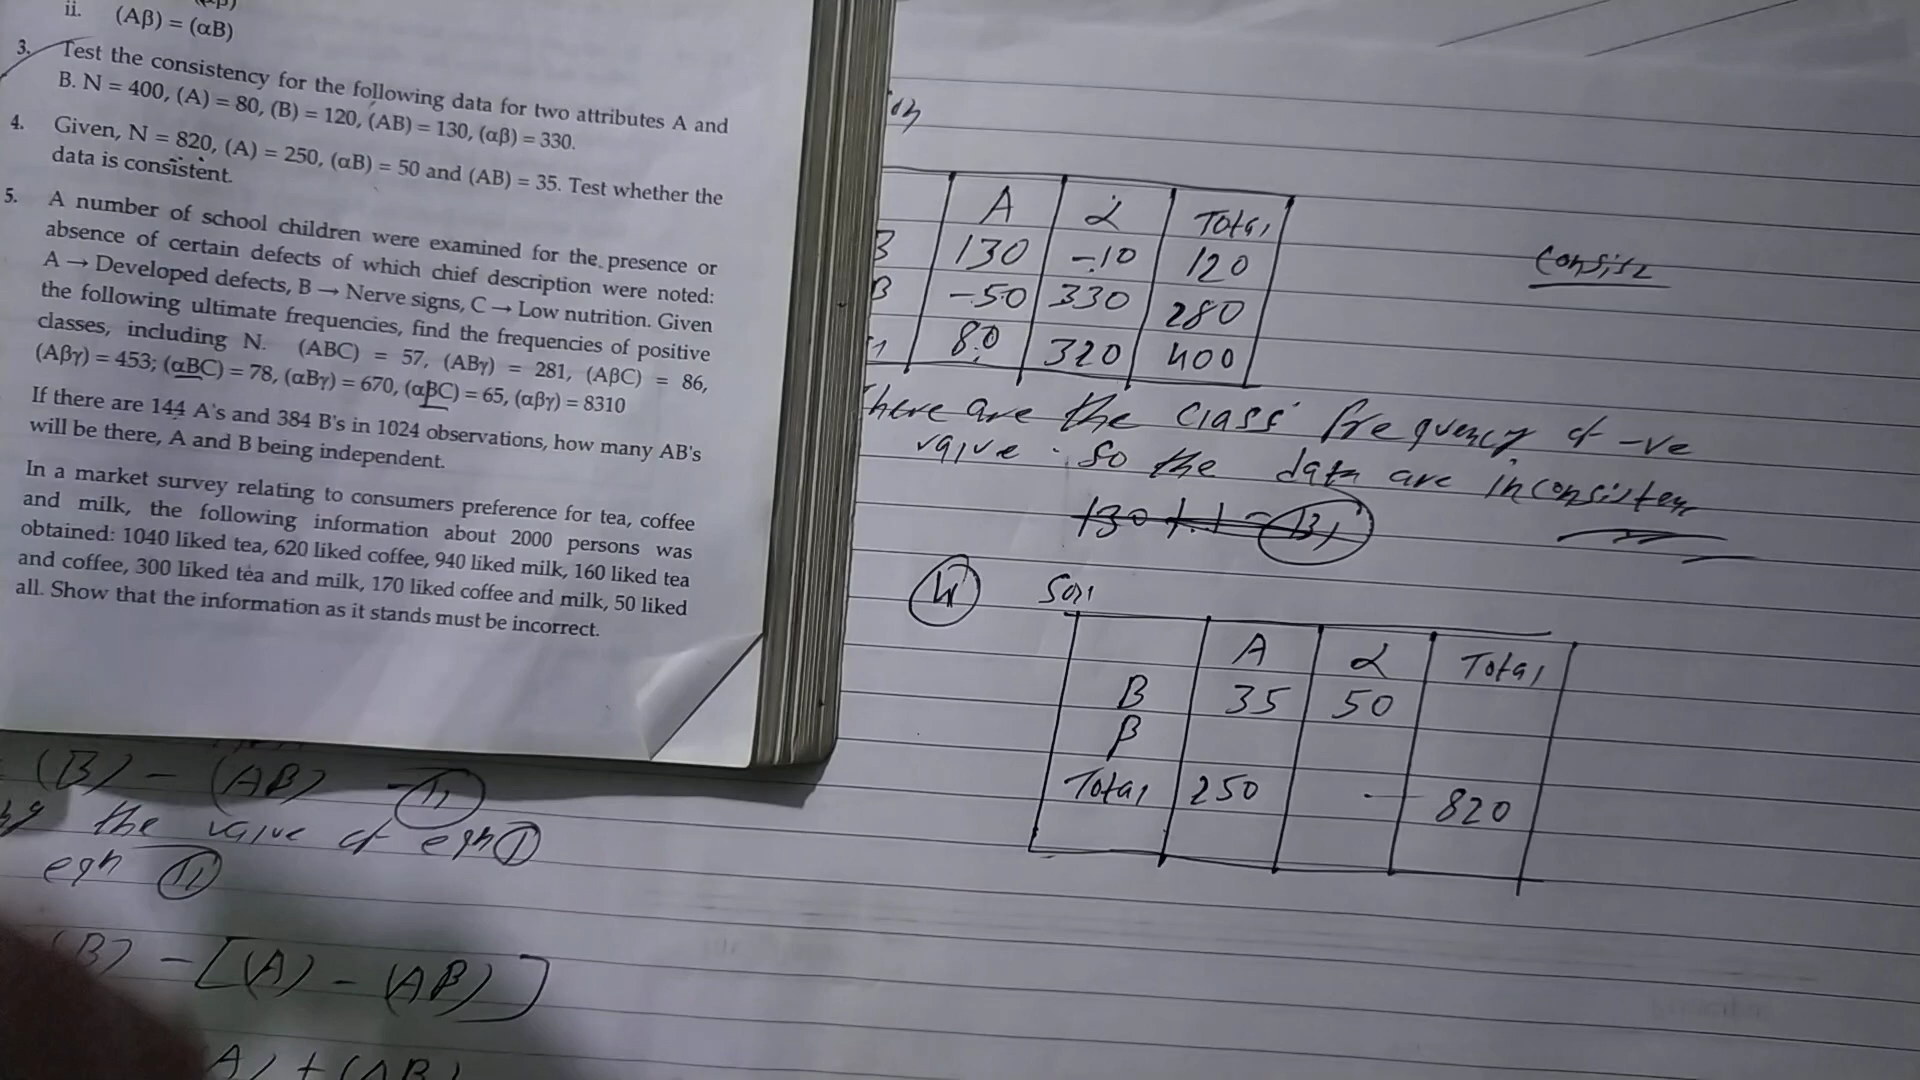 ii. (Aβ) = (αB)
3. Test the consistency for the following data for two attributes A and
B. N = 400, (A) = 80, (B) = 120, (AB) = 130, (αβ) = 330.
4. Given, N = 820, (A) = 250, (αB) = 50 and (AB) = 35. Test whether the
data is consistent.
5. A number of school children were examined for the presence or
absence of certain defects of which chief description were noted:
A → Developed defects, B → Nerve signs, C → Low nutrition. Given
the following ultimate frequencies, find the frequencies of positive
classes, including N. (ABC) = 57, (ABγ) = 281, (AβC) = 86,
(Aβγ) = 453; (αBC) = 78, (αBγ) = 670, (αβC) = 65, (αβγ) = 8310
If there are 144 A's and 384 B's in 1024 observations, how many AB's
will be there, A and B being independent.
In a market survey relating to consumers preference for tea, coffee
and milk, the following information about 2000 persons was
obtained: 1040 liked tea, 620 liked coffee, 940 liked milk, 160 liked tea
and coffee, 300 liked tea and milk, 170 liked coffee and milk, 50 liked
all. Show that the information as it stands must be incorrect.
(B) - (AB) - II
the value of eqn I
eqn II
(B) - [(A) - (AB)]
A) + (AB)
A α Total
B 130 -10 120
-50 330 280
80 320 400
There are the class frequency of -ve
value. So the data are inconsisten
4 Sol
A α Total
B 35 50
β
Total 250 820